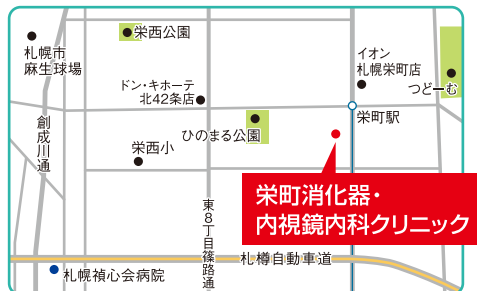 栄西公園
札幌市
麻生球場
イオン
札幌栄町店
ドン・キホーテ
北42条店
つどーむ
創成川通
ひのまる公園
栄町駅
栄西小
栄町消化器・
内視鏡内科クリニック
東8丁目篠路通
札樽自動車道
札幌禎心会病院